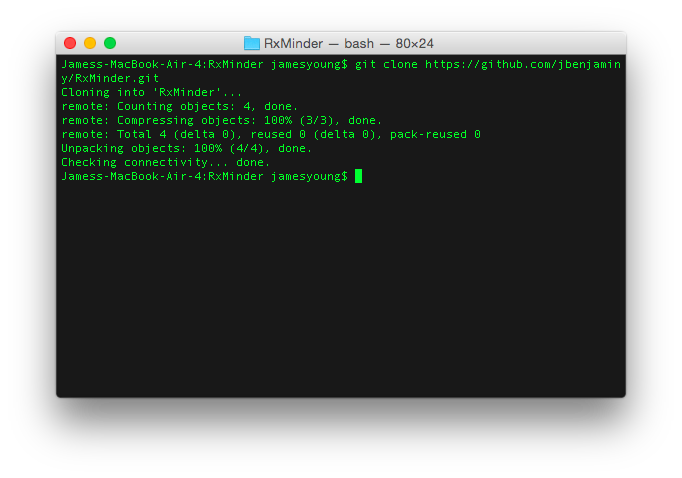 RxMinder — bash — 80×24
Jamess-MacBook-Air-4:RxMinder jamesyoung$ git clone https://github.com/jbenjamin
y/RxMinder.git
Cloning into 'RxMinder'...
remote: Counting objects: 4, done.
remote: Compressing objects: 100% (3/3), done.
remote: Total 4 (delta 0), reused 0 (delta 0), pack-reused 0
Unpacking objects: 100% (4/4), done.
Checking connectivity... done.
Jamess-MacBook-Air-4:RxMinder jamesyoung$